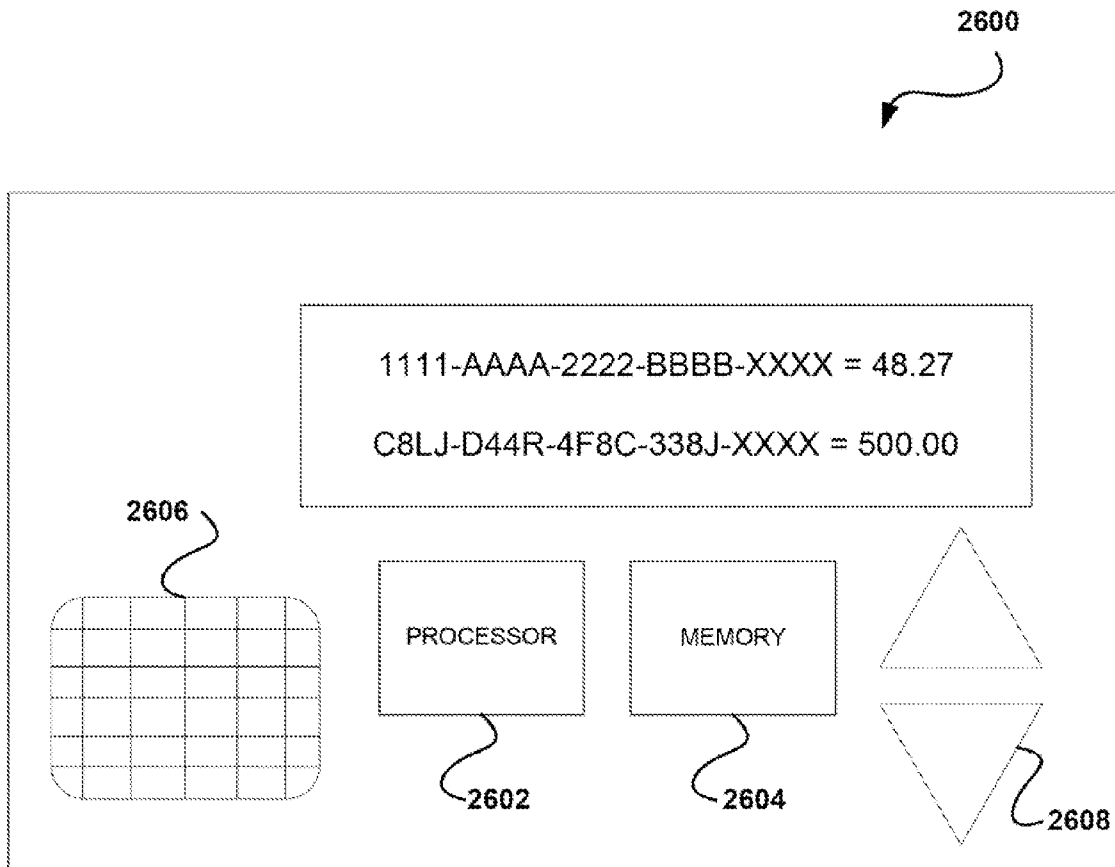 2600
1111-AAAA-2222-BBBB-XXXX = 48.27
C8LJ-D44R-4F8C-338J-XXXX = 500.00
2606
PROCESSOR
MEMORY
2602
2604
2608